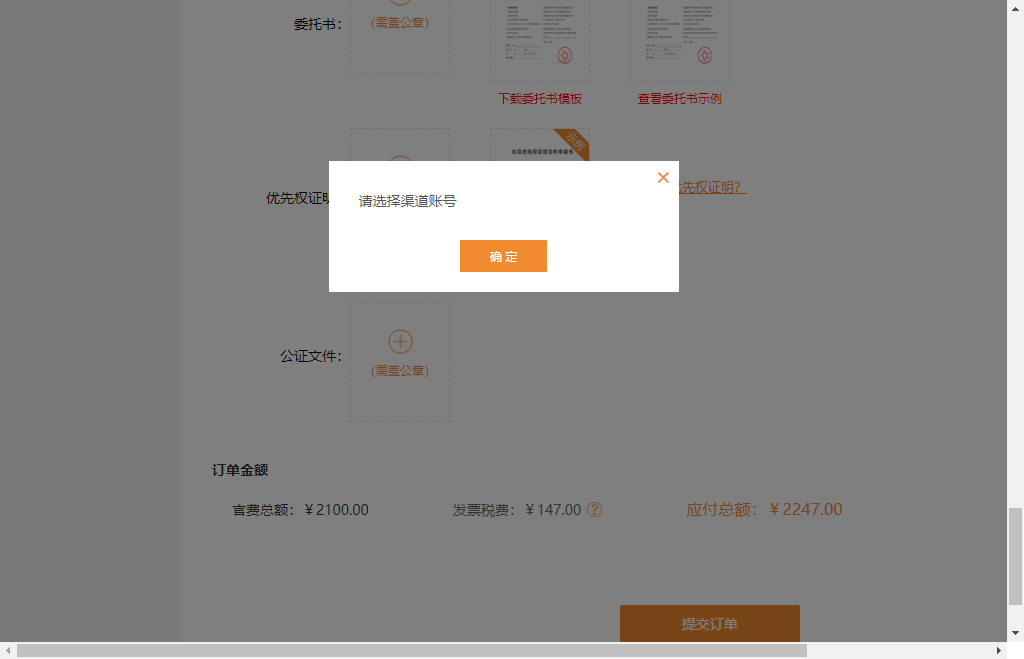 委托书：
(需盖公章)
下载委托书模板
查看委托书示例
示例
优先权证明
先权证明？
请选择渠道账号
确 定
公证文件：
(需盖公章)
订单金额
官费总额：￥2100.00
发票税费：￥147.00
应付总额：￥2247.00
提交订单